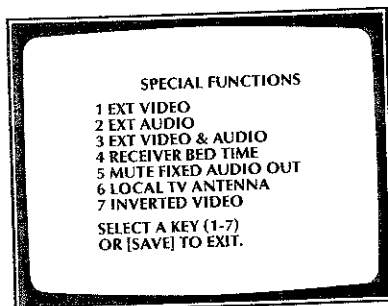 SPECIAL FUNCTIONS
1 EXT VIDEO
2 EXT AUDIO
3 EXT VIDEO & AUDIO
4 RECEIVER BED TIME
5 MUTE FIXED AUDIO OUT
6 LOCAL TV ANTENNA
7 INVERTED VIDEO
SELECT A KEY (1-7)
OR [SAVE] TO EXIT.